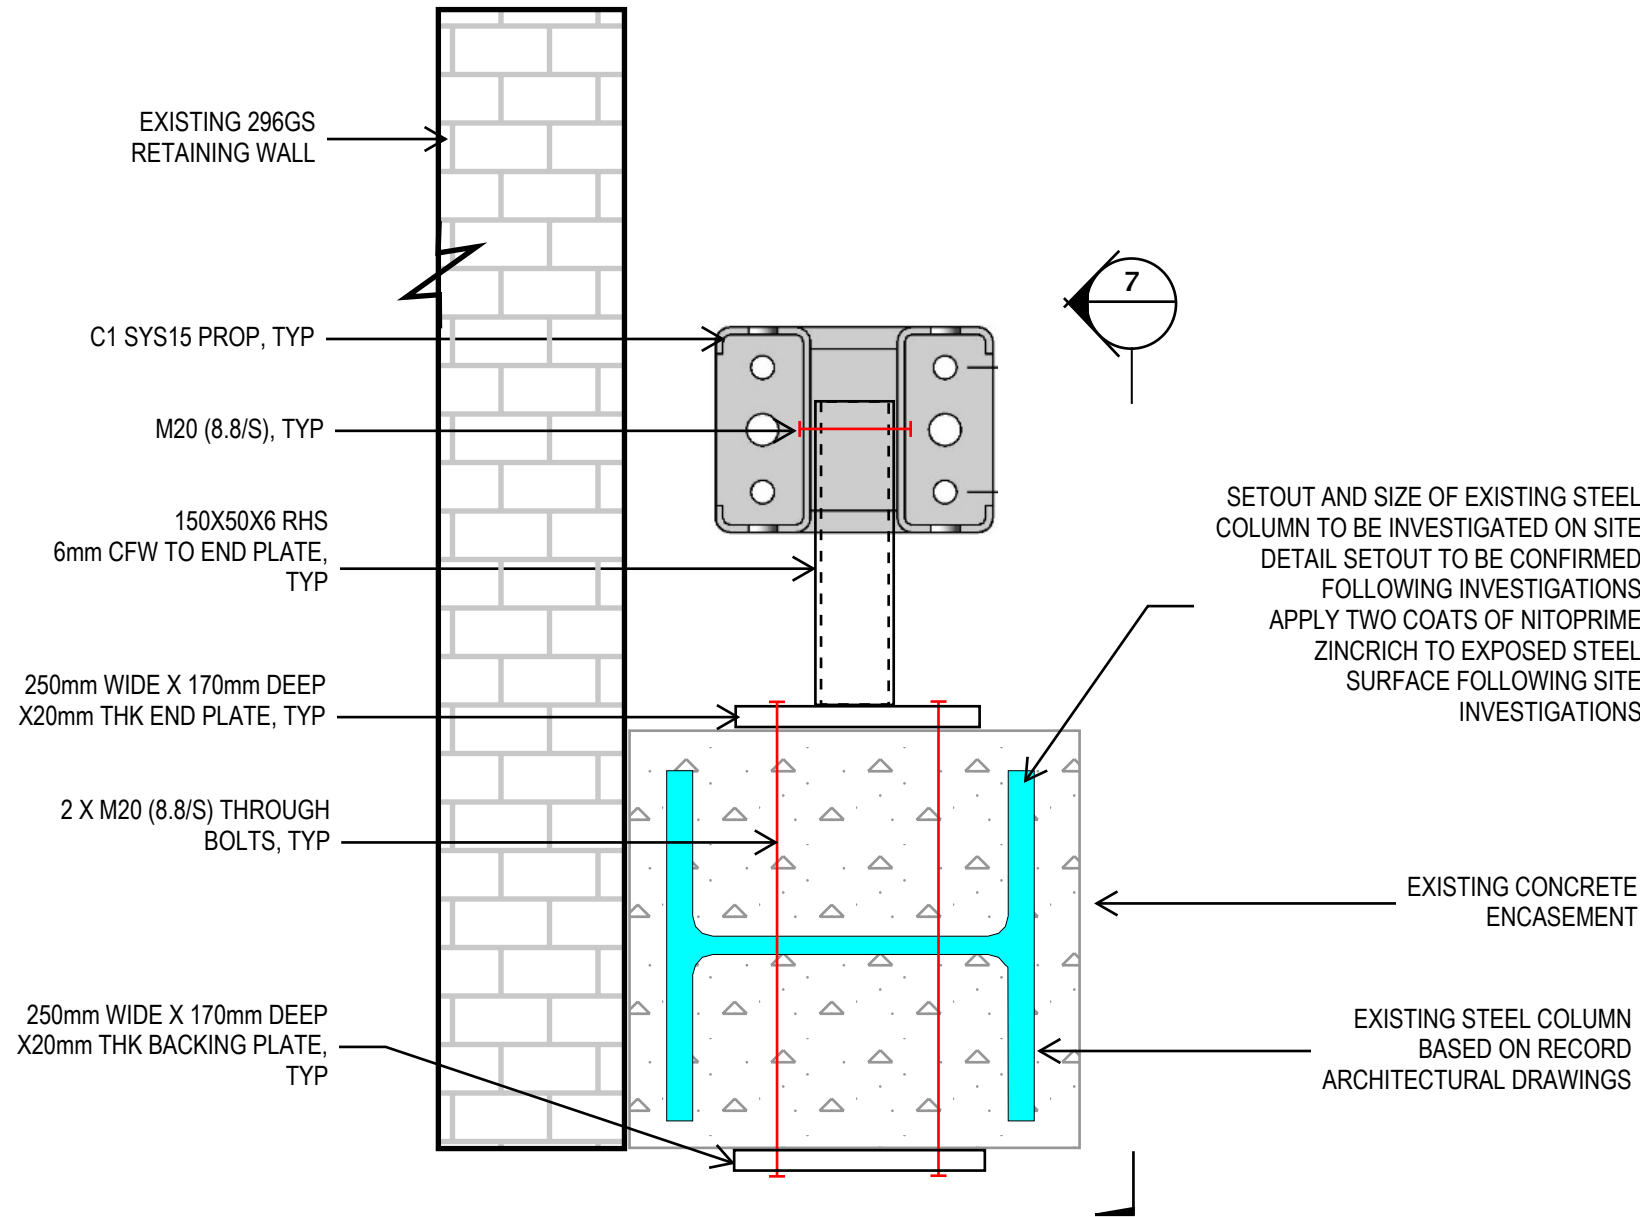 EXISTING 296GS
RETAINING WALL
C1 SYS15 PROP, TYP
M20 (8.8/S), TYP
150X50X6 RHS
6mm CFW TO END PLATE,
TYP
250mm WIDE X 170mm DEEP
X20mm THK END PLATE, TYP
2 X M20 (8.8/S) THROUGH
BOLTS, TYP
250mm WIDE X 170mm DEEP
X20mm THK BACKING PLATE,
TYP
7
SETOUT AND SIZE OF EXISTING STEEL
COLUMN TO BE INVESTIGATED ON SITE
DETAIL SETOUT TO BE CONFIRMED
FOLLOWING INVESTIGATIONS
APPLY TWO COATS OF NITOPRIME
ZINCRICH TO EXPOSED STEEL
SURFACE FOLLOWING SITE
INVESTIGATIONS
EXISTING CONCRETE
ENCASEMENT
EXISTING STEEL COLUMN
BASED ON RECORD
ARCHITECTURAL DRAWINGS